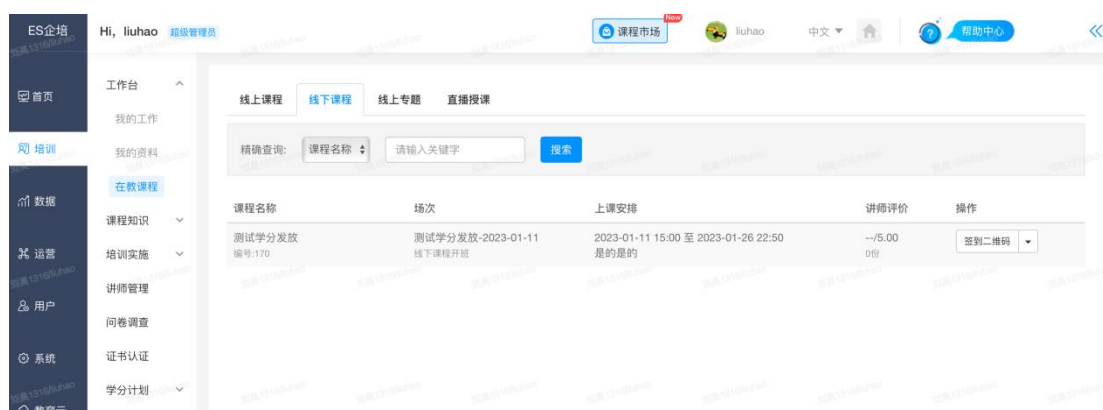 ES企培
Hi, liuhao 超级管理员
New
课程市场
liuhao
中文
帮助中心
首页
培训
数据
运营
用户
系统
教育云
工作台
我的工作
我的资料
在教课程
课程知识
培训实施
讲师管理
问卷调查
证书认证
学分计划
线上课程 线下课程 线上专题 直播授课
精确查询: 课程名称 请输入关键字 搜索
课程名称 场次 上课安排 讲师评价 操作
测试学分发放 测试学分发放-2023-01-11 2023-01-11 15:00 至 2023-01-26 22:50 --/5.00 签到二维码
编号:170 线下课程开班 是的是的 0份